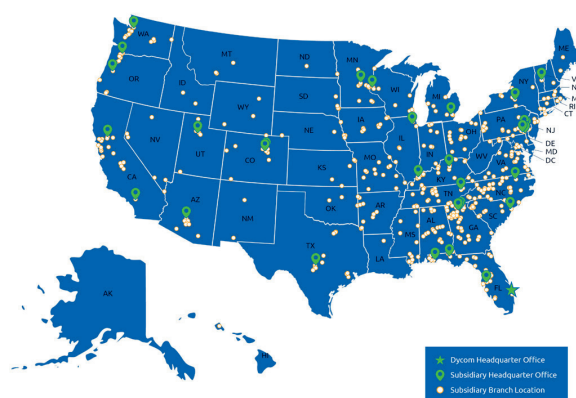 WA
MT
ND
MN
ME
OR
ID
WY
SD
WI
MI
NY
V
N
M
RI
CT
NV
UT
CO
NE
IA
IL
IN
OH
PA
NJ
DE
MD
DC
CA
AZ
NM
KS
MO
KY
WV
VA
OK
AR
TN
NC
SC
TX
LA
MS
AL
GA
FL
AK
HI
Dycom Headquarter Office
Subsidiary Headquarter Office
Subsidiary Branch Location